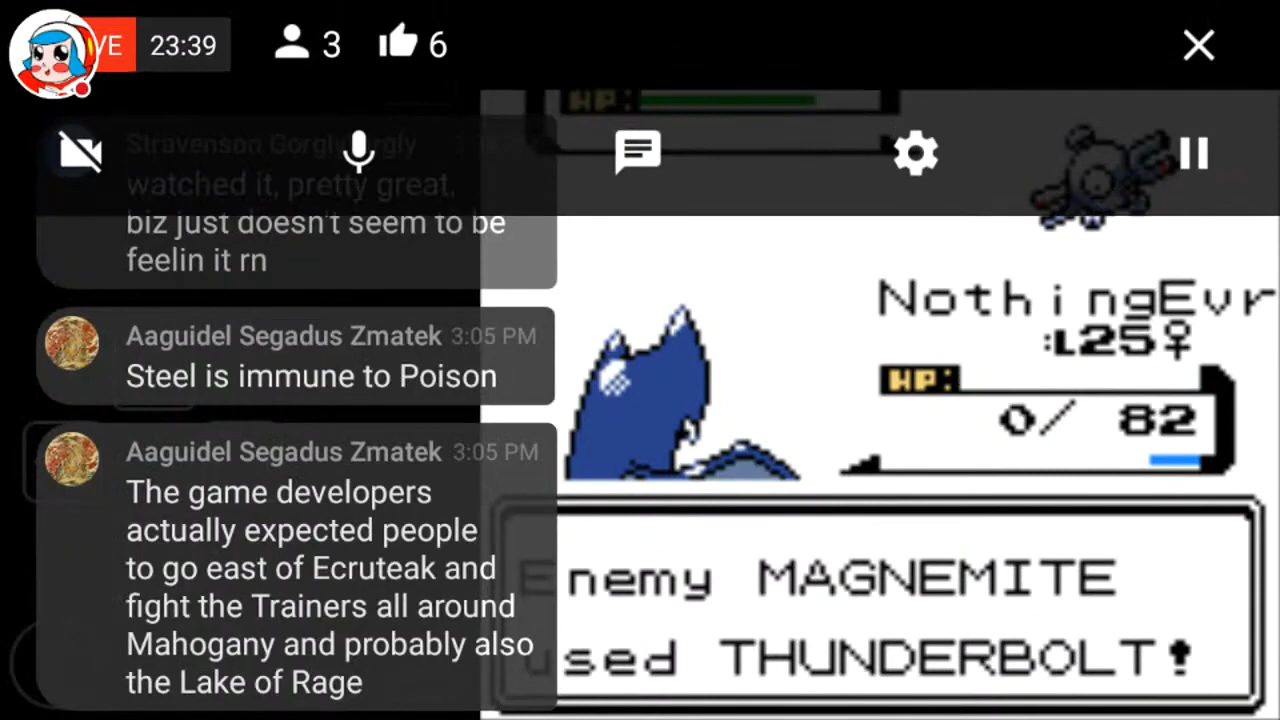 VE 23:39 3 6
Stravenson
watched it, pretty great.
biz just doesn't seem to be
feelin it rn
Aaguidel Segadus Zmatek 3:05 PM
Steel is immune to Poison
Aaguidel Segadus Zmatek 3:05 PM
The game developers
actually expected people
to go east of Ecruteak and
fight the Trainers all around
Mahogany and probably also
the Lake of Rage
HP:
NothingEvr
:L25♀
HP:
0/ 82
Enemy MAGNEMITE
used THUNDERBOLT!